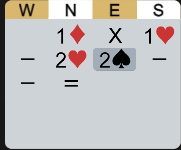 W N E S
1♦ X 1♥
– 2♥ 2♠ –
– =